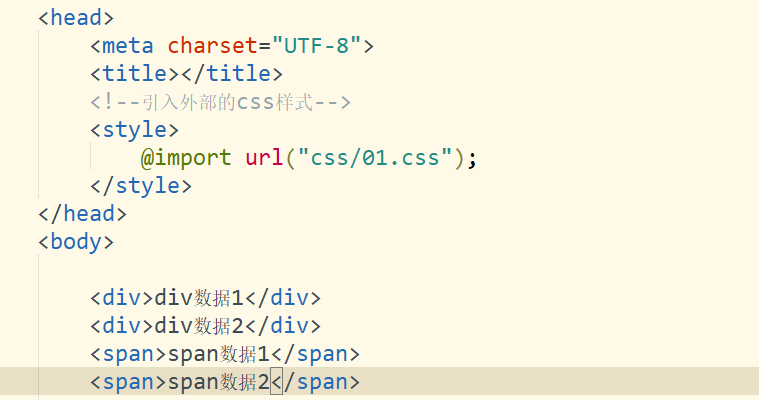 <head>
<meta charset="UTF-8">
<title></title>
<!--引入外部的css样式-->
<style>
@import url("css/01.css");
</style>
</head>
<body>
<div>div数据1</div>
<div>div数据2</div>
<span>span数据1</span>
<span>span数据2</span>